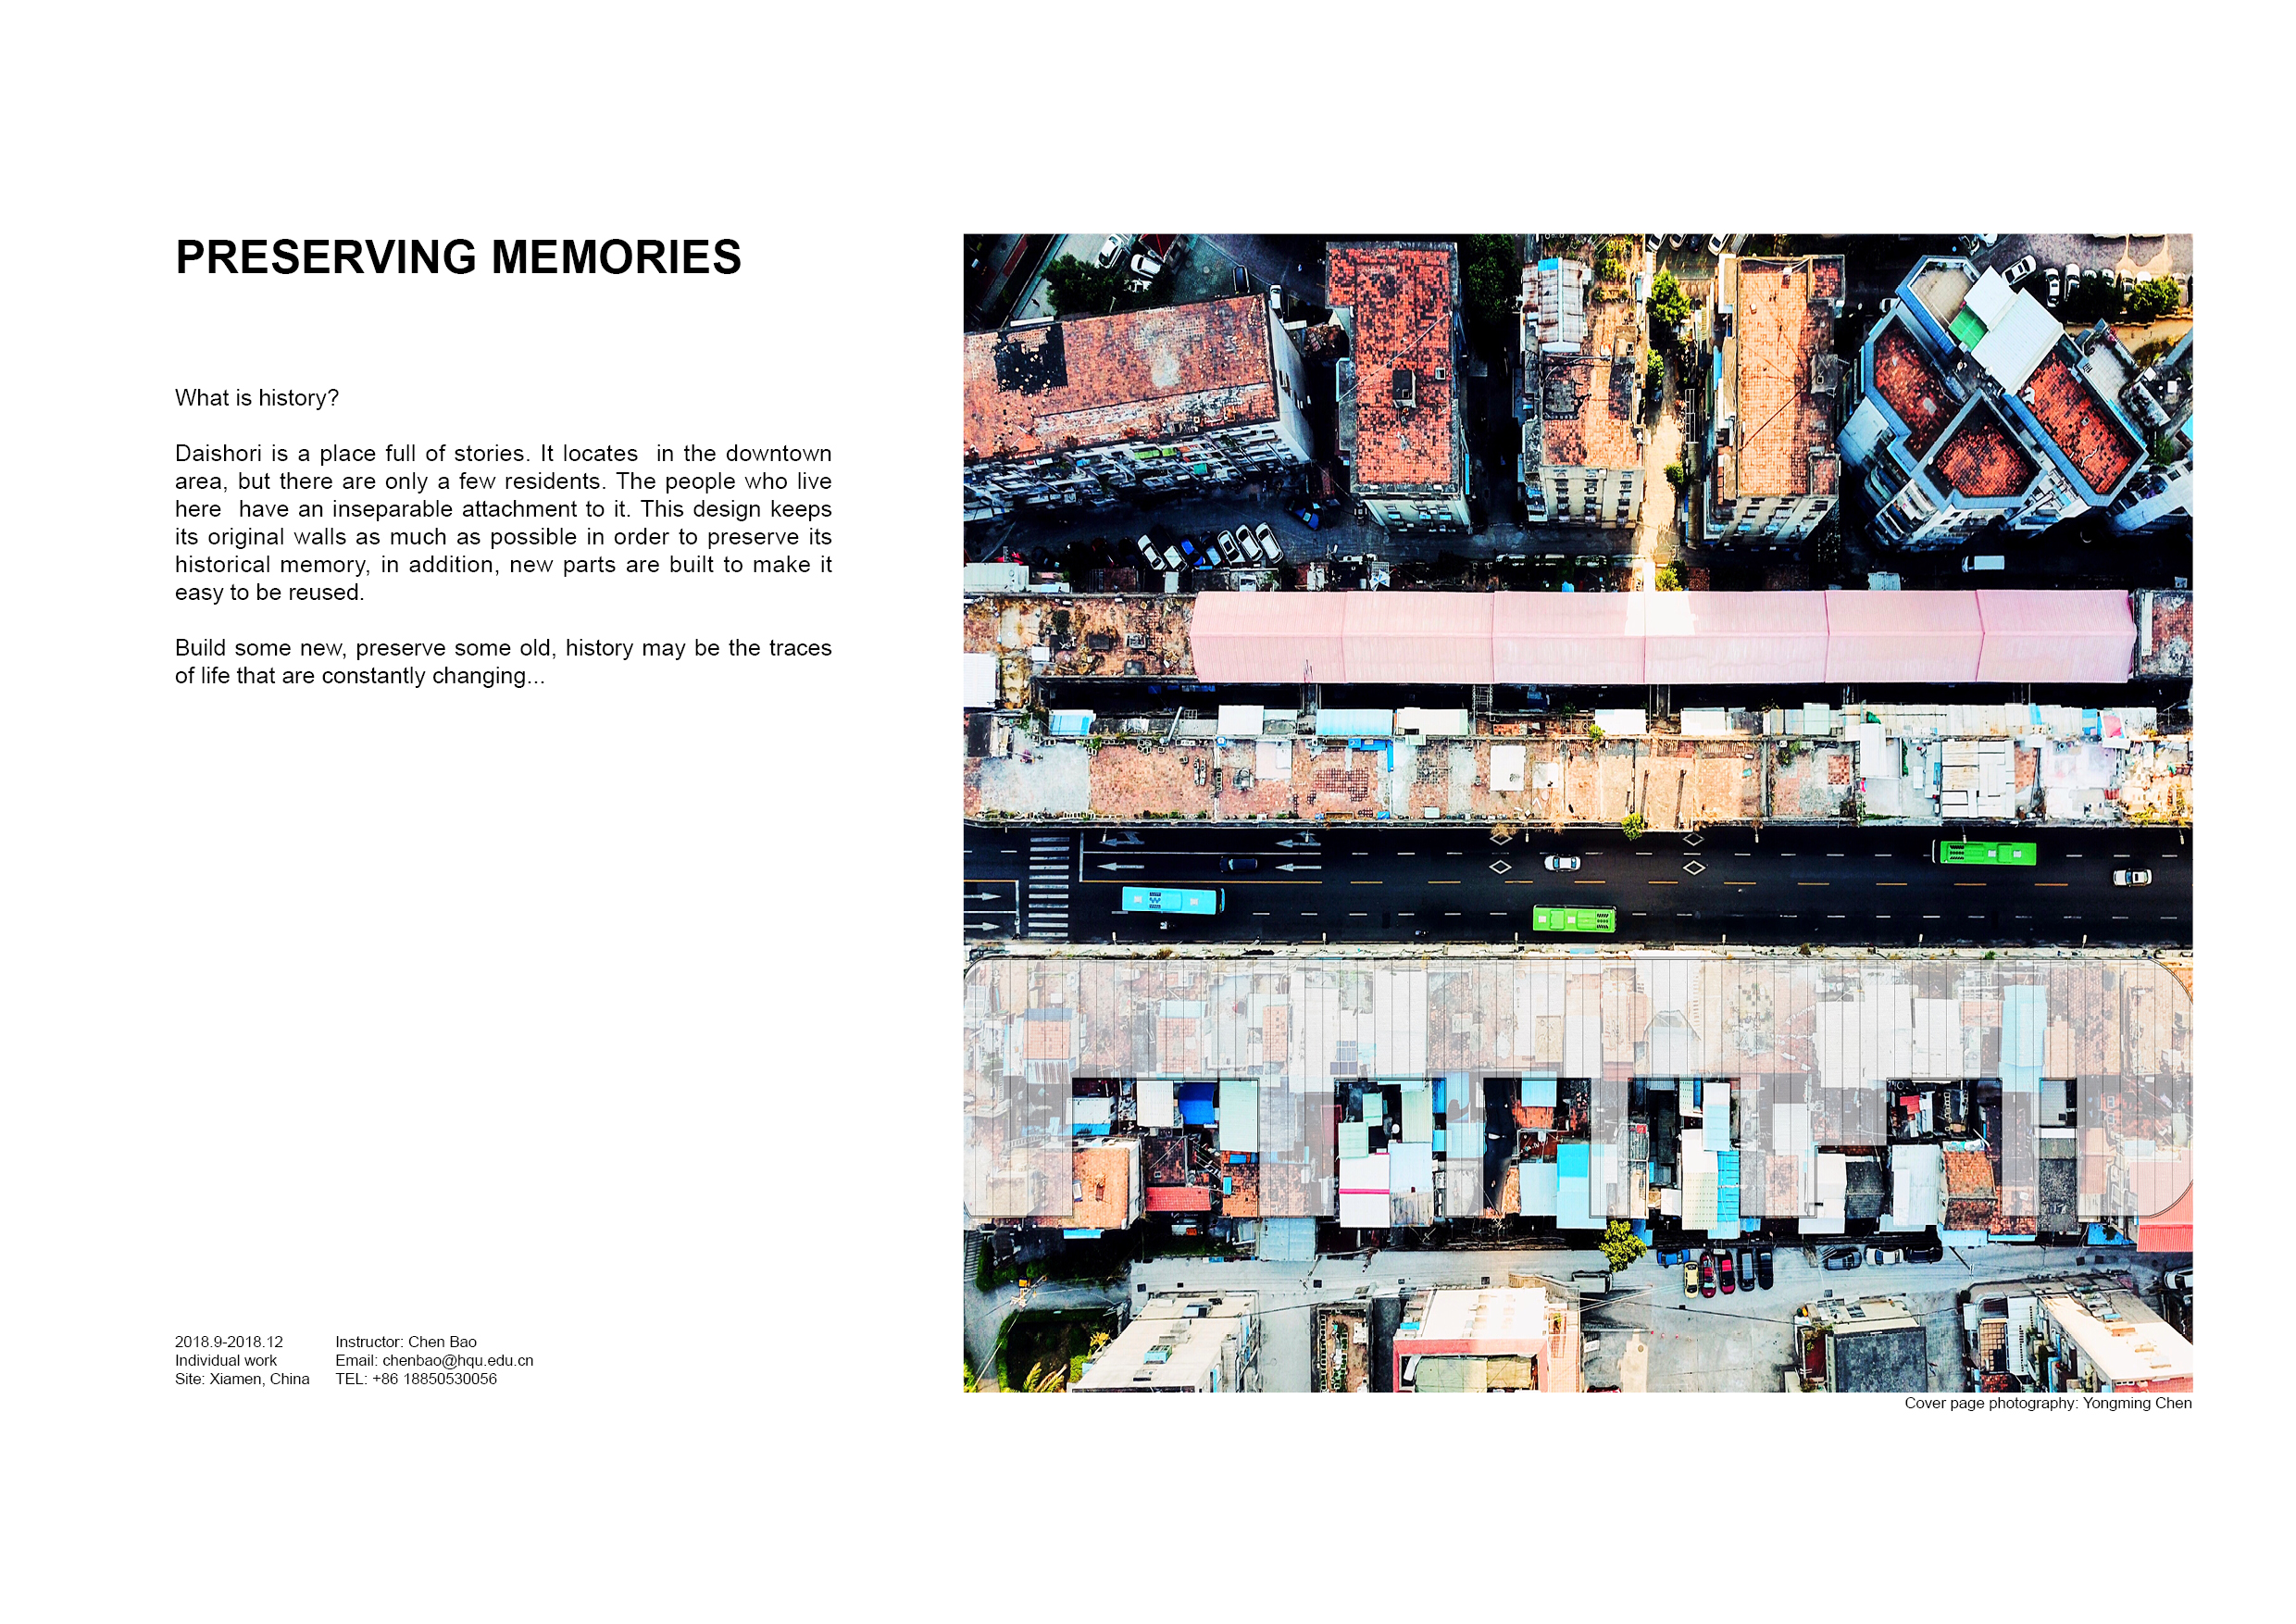 PRESERVING MEMORIES
What is history?
Daishori is a place full of stories. It locates  in the downtown
area, but there are only a few residents. The people who live
here  have an inseparable attachment to it. This design keeps
its original walls as much as possible in order to preserve its
historical memory, in addition, new parts are built to make it
easy to be reused.
Build some new, preserve some old, history may be the traces
of life that are constantly changing...
2018.9-2018.12
Individual work
Site: Xiamen, China
Instructor: Chen Bao
Email: chenbao@hqu.edu.cn
TEL: +86 18850530056
Cover page photography: Yongming Chen